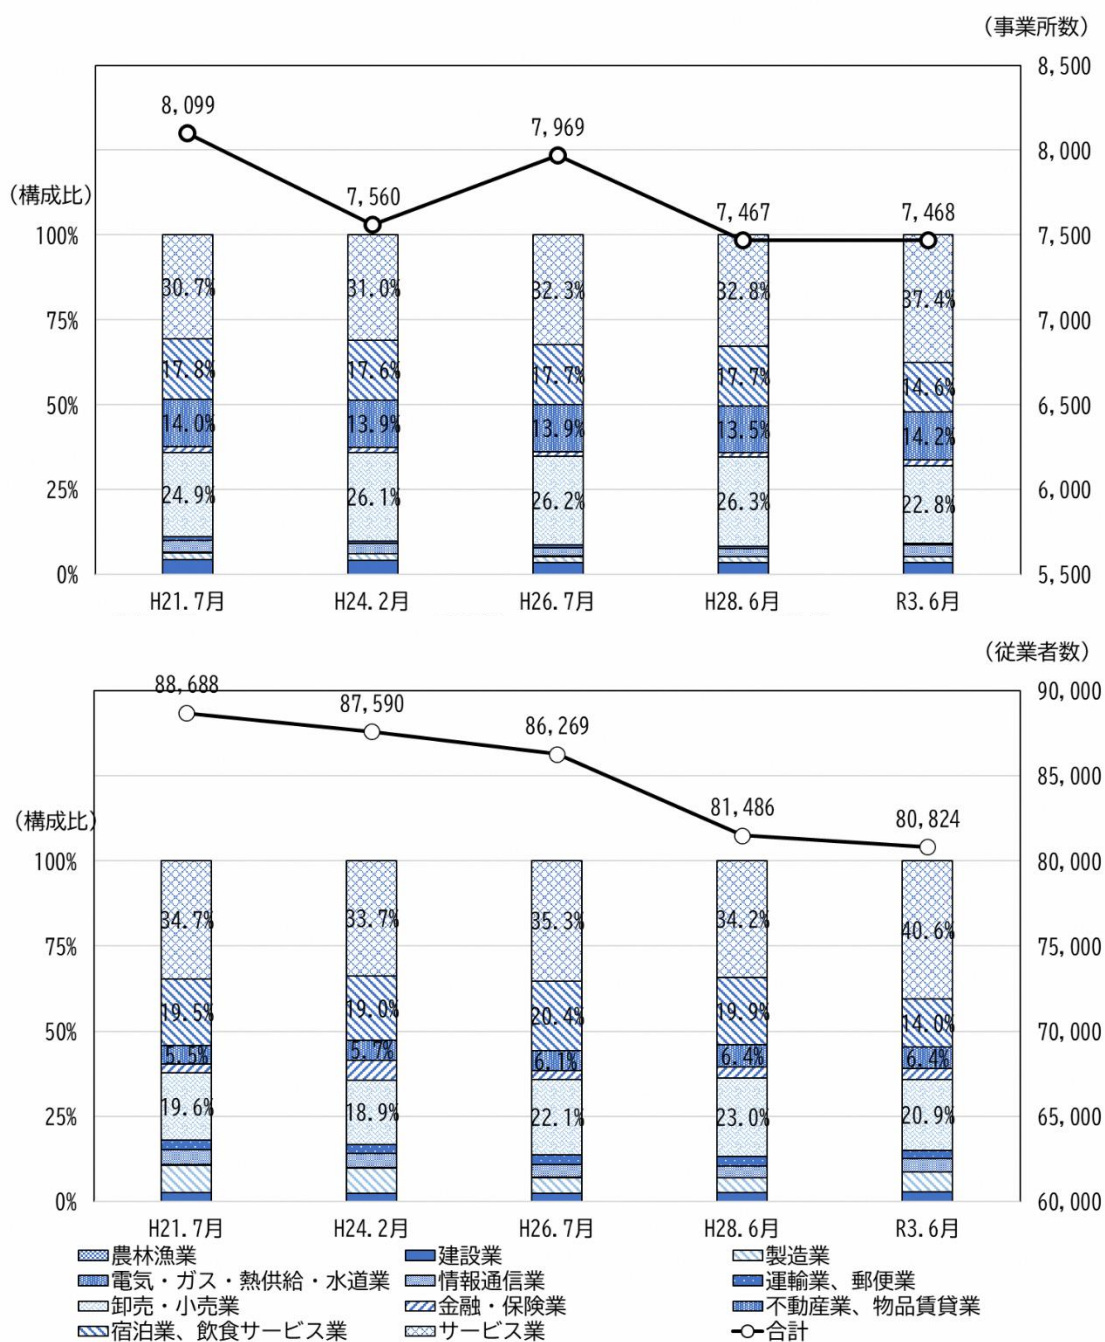 （事業所数）
8,500
8,099
7,969
8,000
（構成比）
7,560
7,467
7,468
100%
7,500
30.7%
31.0%
32.3%
32.8%
37.4%
75%
7,000
17.8%
17.6%
17.7%
17.7%
14.6%
50%
6,500
14.0%
13.9%
13.9%
13.5%
14.2%
25%
6,000
24.9%
26.1%
26.2%
26.3%
22.8%
0%
5,500
H21.7月
H24.2月
H26.7月
H28.6月
R3.6月
（従業者数）
88,688
90,000
87,590
86,269
85,000
（構成比）
81,486
80,824
100%
80,000
34.7%
33.7%
35.3%
34.2%
40.6%
75%
75,000
19.5%
19.0%
20.4%
19.9%
14.0%
50%
70,000
5.5%
5.7%
6.1%
6.4%
6.4%
25%
65,000
19.6%
18.9%
22.1%
23.0%
20.9%
0%
60,000
H21.7月
H24.2月
H26.7月
H28.6月
R3.6月
農林漁業
建設業
製造業
電気・ガス・熱供給・水道業
情報通信業
運輸業、郵便業
卸売・小売業
金融・保険業
不動産業、物品賃貸業
宿泊業、飲食サービス業
サービス業
合計